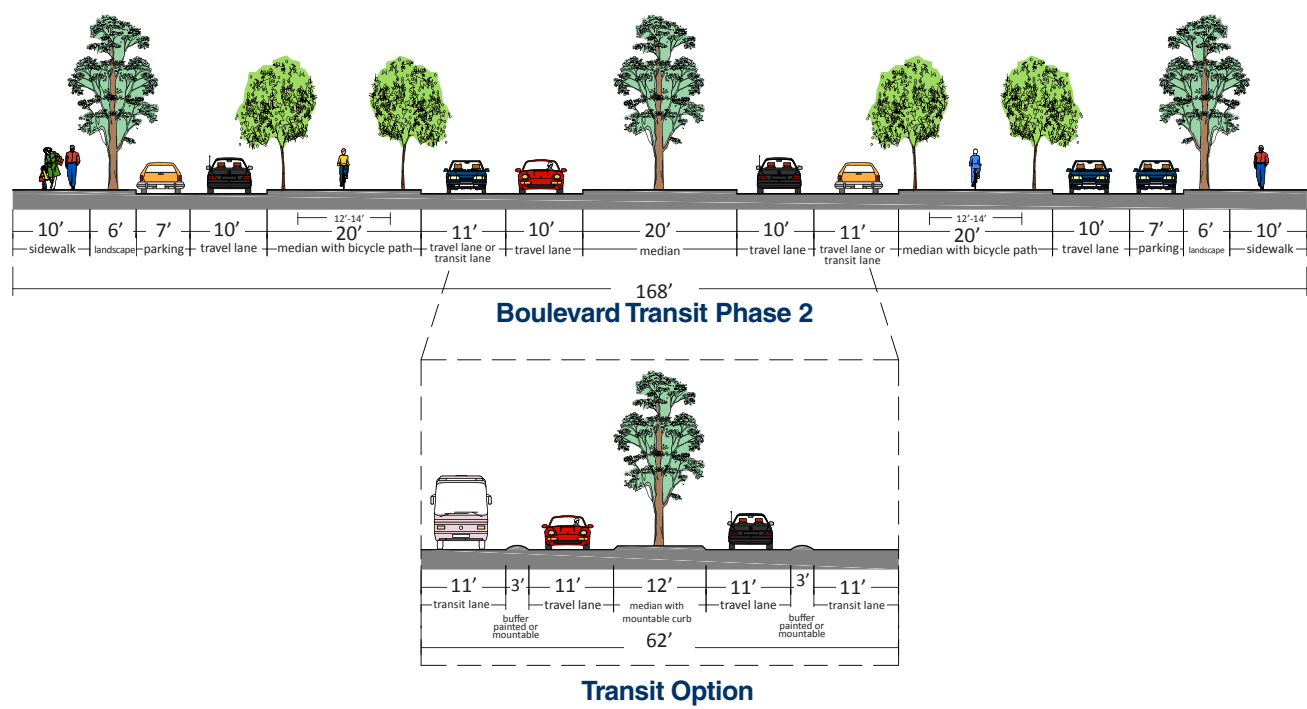 12’-14’
12’-14’
10’ 6’ 7’ 10’ 20’ 11’ 10’ 20’ 10’ 11’ 20’ 10’ 7’ 6’ 10’
sidewalk landscape parking travel lane median with bicycle path travel lane or travel lane median travel lane travel lane or median with bicycle path travel lane parking landscape sidewalk
transit lane transit lane
168’
Boulevard Transit Phase 2
11’ 3’ 11’ 12’ 11’ 3’ 11’
transit lane travel lane median with travel lane transit lane
mountable curb
buffer buffer
painted or painted or
mountable mountable
62’
Transit Option